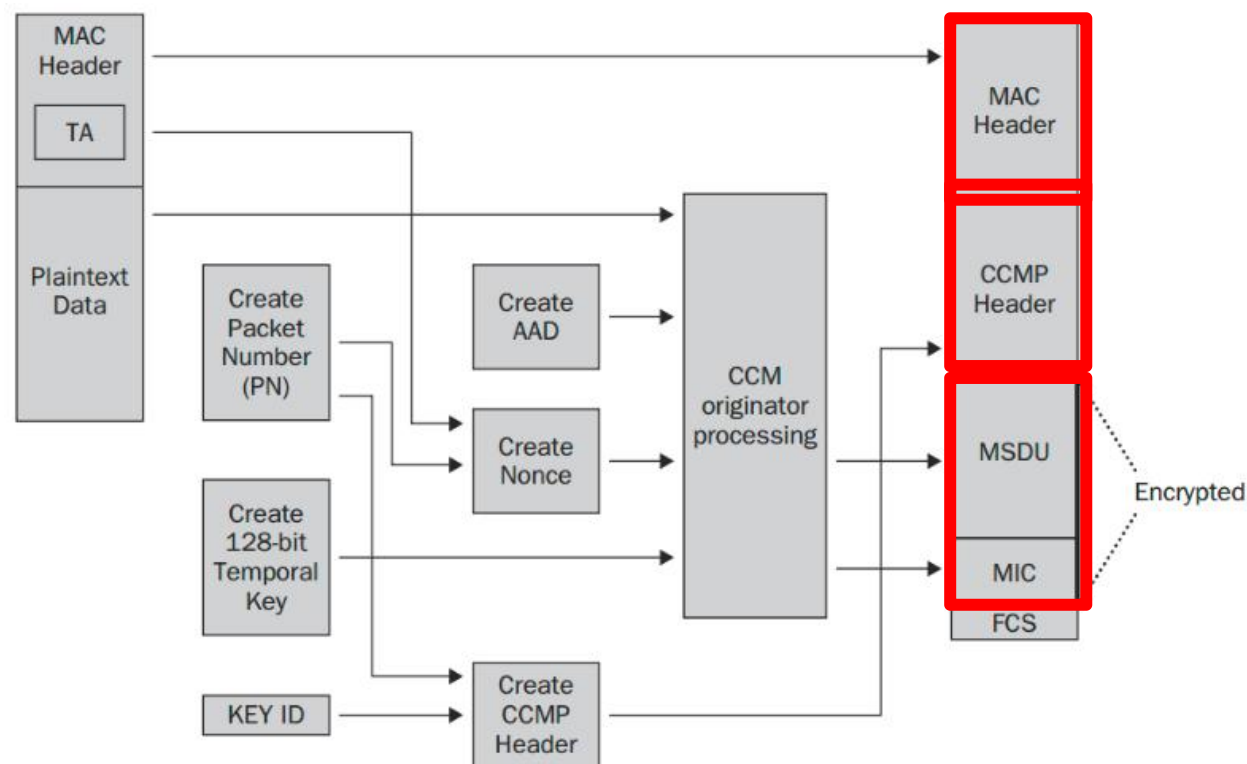 MAC
Header
TA
Plaintext
Data
Create
Packet
Number
(PN)
Create
128-bit
Temporal
Key
KEY ID
Create
AAD
Create
Nonce
Create
CCMP
Header
CCM
originator
processing
MAC
Header
CCMP
Header
MSDU
MIC
FCS
Encrypted